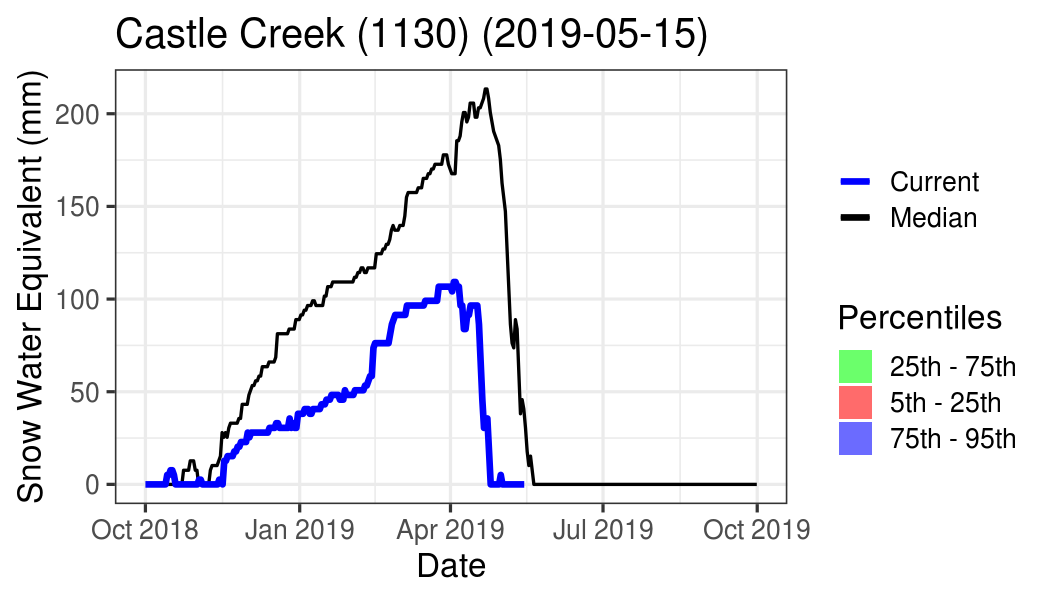 Castle Creek (1130) (2019-05-15)
Snow Water Equivalent (mm)
200
150
100
50
0
Oct 2018
Jan 2019
Apr 2019
Jul 2019
Oct 2019
Date
Current
Median
Percentiles
25th - 75th
5th - 25th
75th - 95th